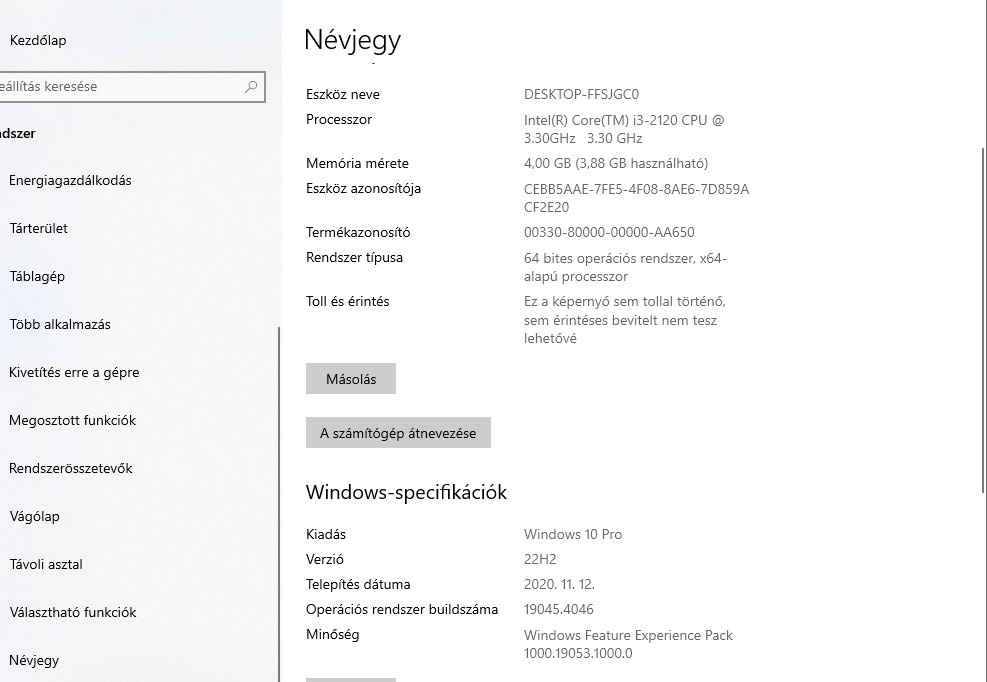 Kezdőlap
eállítás keresése
ndszer
Energiagazdálkodás
Tárterület
Táblagép
Több alkalmazás
Kivetítés erre a gépre
Megosztott funkciók
Rendszerösszetevők
Vágólap
Távoli asztal
Választható funkciók
Névjegy
Névjegy
Eszköz neve DESKTOP-FFSJGC0
Processzor Intel(R) Core(TM) i3-2120 CPU @
3.30GHz 3.30 GHz
Memória mérete 4,00 GB (3,88 GB használható)
Eszköz azonosítója CEBB5AAE-7FE5-4F08-8AE6-7D859A
CF2E20
Termékazonosító 00330-80000-00000-AA650
Rendszer típusa 64 bites operációs rendszer, x64-
alapú processzor
Toll és érintés Ez a képernyő sem tollal történő,
sem érintéses bevitelt nem tesz
lehetővé
Másolás
A számítógép átnevezése
Windows-specifikációk
Kiadás Windows 10 Pro
Verzió 22H2
Telepítés dátuma 2020. 11. 12.
Operációs rendszer buildszáma 19045.4046
Minőség Windows Feature Experience Pack
1000.19053.1000.0